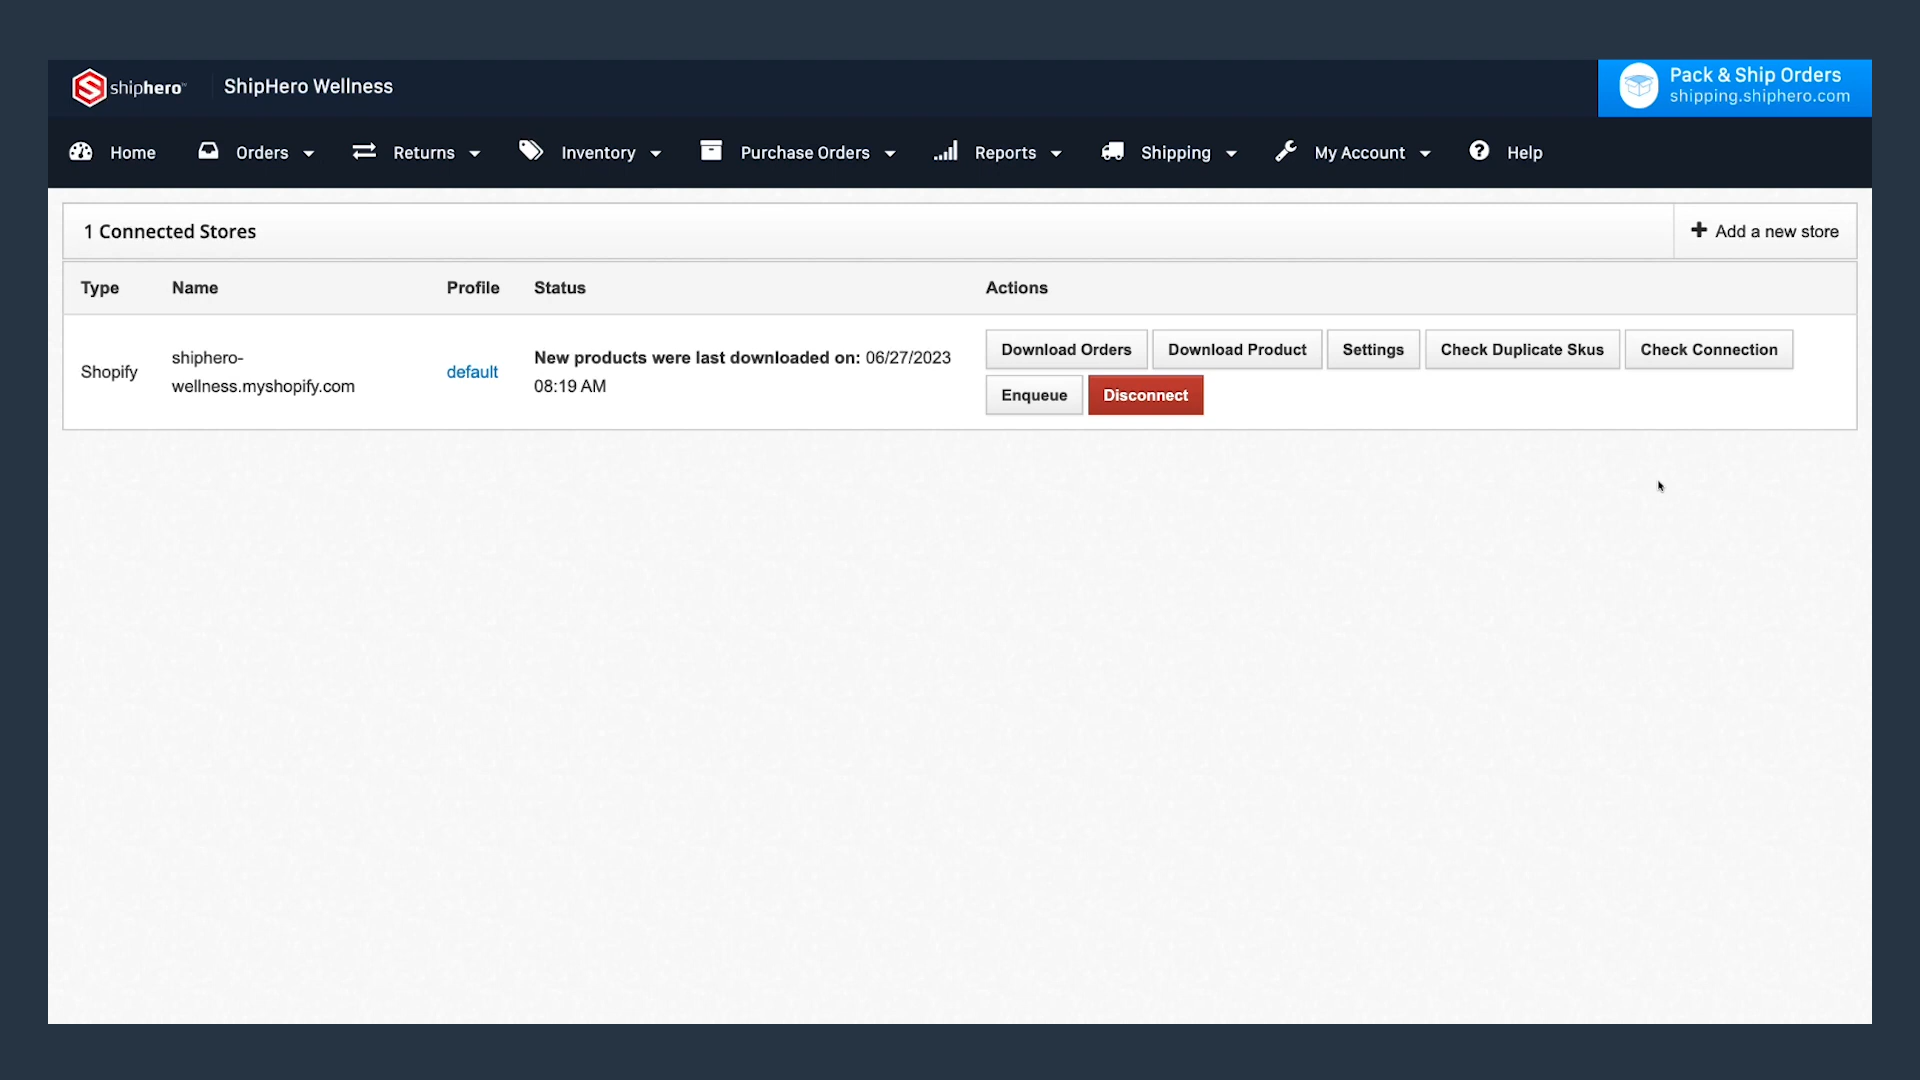 shiphero™ ShipHero Wellness
Pack & Ship Orders
shipping.shiphero.com
Home Orders Returns Inventory Purchase Orders Reports Shipping My Account Help
1 Connected Stores Add a new store
Type Name Profile Status Actions
Shopify
shiphero-
wellness.myshopify.com
default
New products were last downloaded on: 06/27/2023
08:19 AM
Download Orders Download Product Settings Check Duplicate Skus Check Connection
Enqueue Disconnect